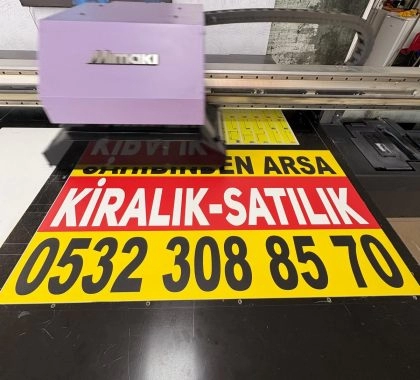 Mimaki
SAHİBİNDEN ARSA
KİRALIK-SATILIK
0532 308 85 70